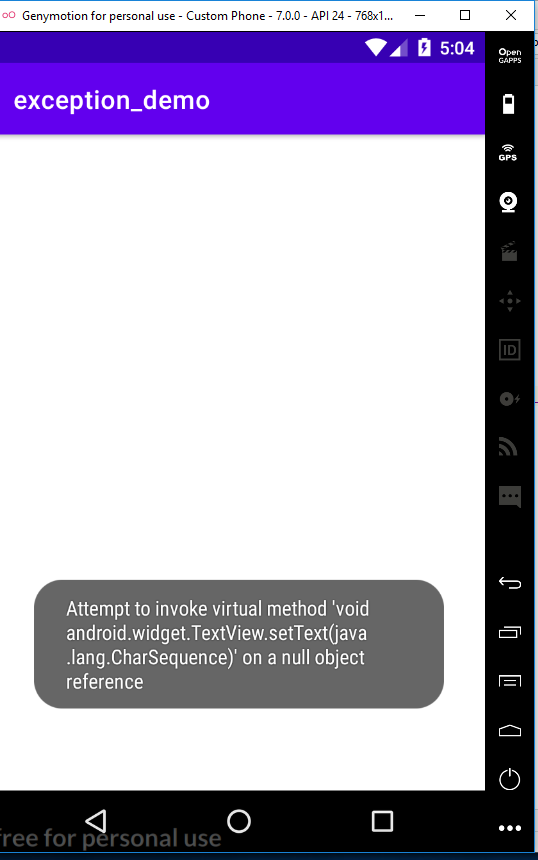 Genymotion for personal use - Custom Phone - 7.0.0 - API 24 - 768x1...
5:04
Open
GAPPS
exception_demo
GPS
ID
Attempt to invoke virtual method 'void
android.widget.TextView.setText(java
.lang.CharSequence)' on a null object
reference
free for personal use